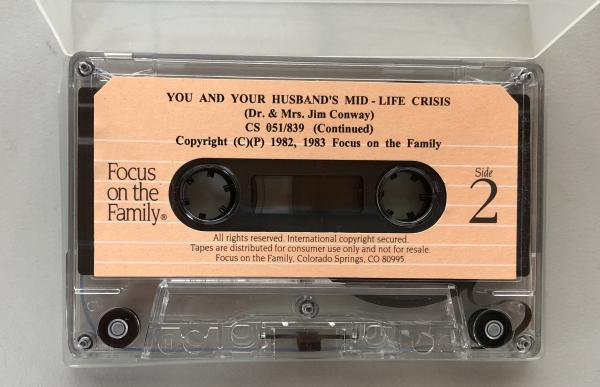 YOU AND YOUR HUSBAND'S MID - LIFE CRISIS
(Dr. & Mrs. Jim Conway)
CS 051/839 (Continued)
Copyright (C)(P) 1982, 1983 Focus on the Family
Focus
on the
Family®
Side
2
All rights reserved. International copyright secured.
Tapes are distributed for consumer use only and not for resale.
Focus on the Family, Colorado Springs, CO 80995.